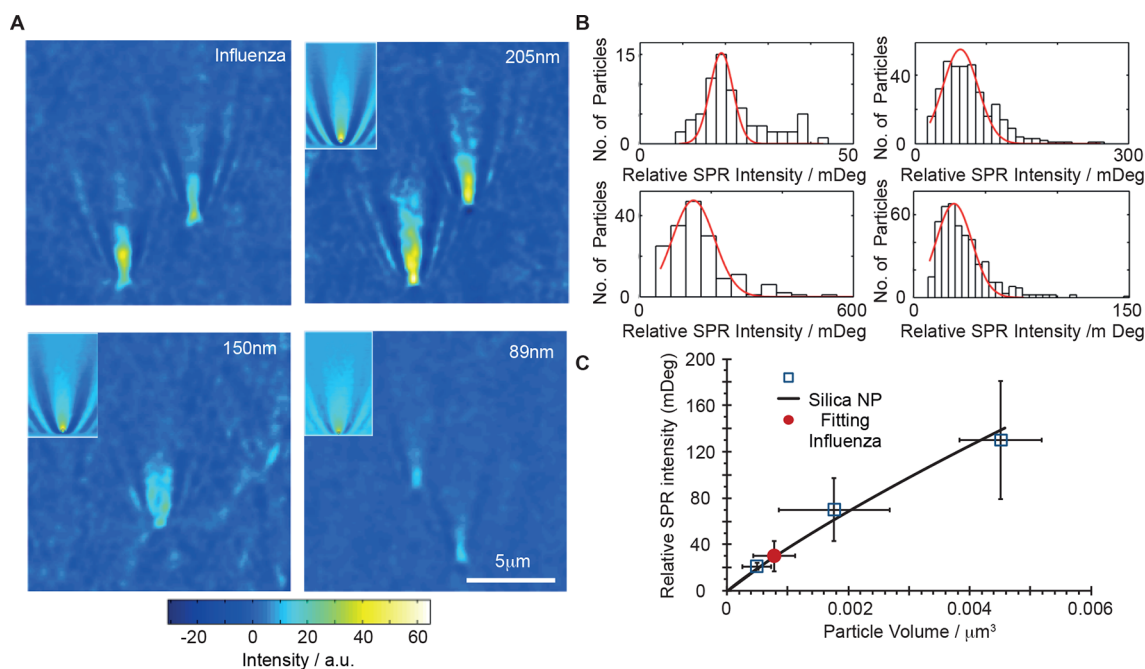 A
Influenza
205nm
150nm
89nm
5μm
-20 0 20 40 60
Intensity / a.u.
B
No. of Particles
15
0
0 50
Relative SPR Intensity / mDeg
No. of Particles
40
0
0 300
Relative SPR Intensity / mDeg
No. of Particles
40
0
0 600
Relative SPR Intensity / mDeg
No. of Particles
60
0
0 150
Relative SPR Intensity /m Deg
C
Relative SPR intensity (mDeg)
200
160
120
80
40
0
Silica NP
Fitting
Influenza
0 0.002 0.004 0.006
Particle Volume / μm³